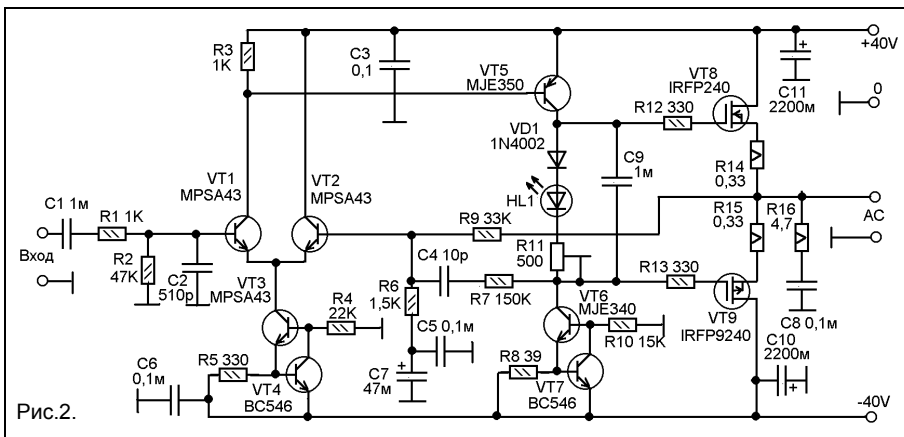 +40V
R3
1K
C3
0,1
VT5
MJE350
VT8
IRFP240
C11
2200м
0
R12 330
VD1
1N4002
C9
1м
R14
0,33
VT1
MPSA43
VT2
MPSA43
HL1
R15
0,33
R16
4,7
AC
C1 1м
R1 1K
R9 33K
R11
500
Вход
R2
47K
C2
510р
C4 10р
R13 330
VT3
MPSA43
R6
1,5K
R7 150K
VT6
MJE340
VT9
IRFP9240
R4
22K
C5 0,1м
R10 15K
C8 0,1м
C6
0,1м
R5 330
VT4
BC546
C7
47м
R8 39
VT7
BC546
C10
2200м
-40V
Рис.2.